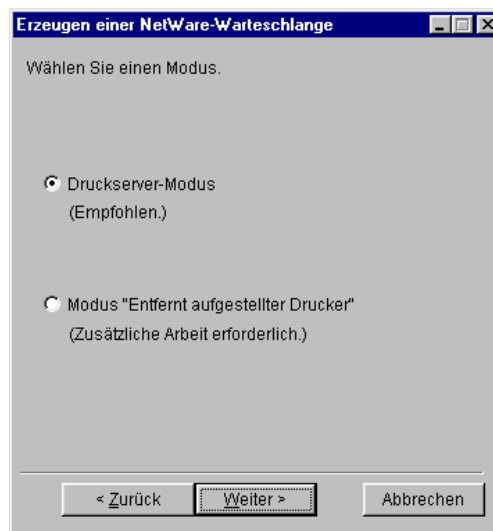 Erzeugen einer NetWare-Warteschlange
Wählen Sie einen Modus.
Druckserver-Modus
(Empfohlen.)
Modus "Entfernt aufgestellter Drucker"
(Zusätzliche Arbeit erforderlich.)
< Zurück
Weiter >
Abbrechen